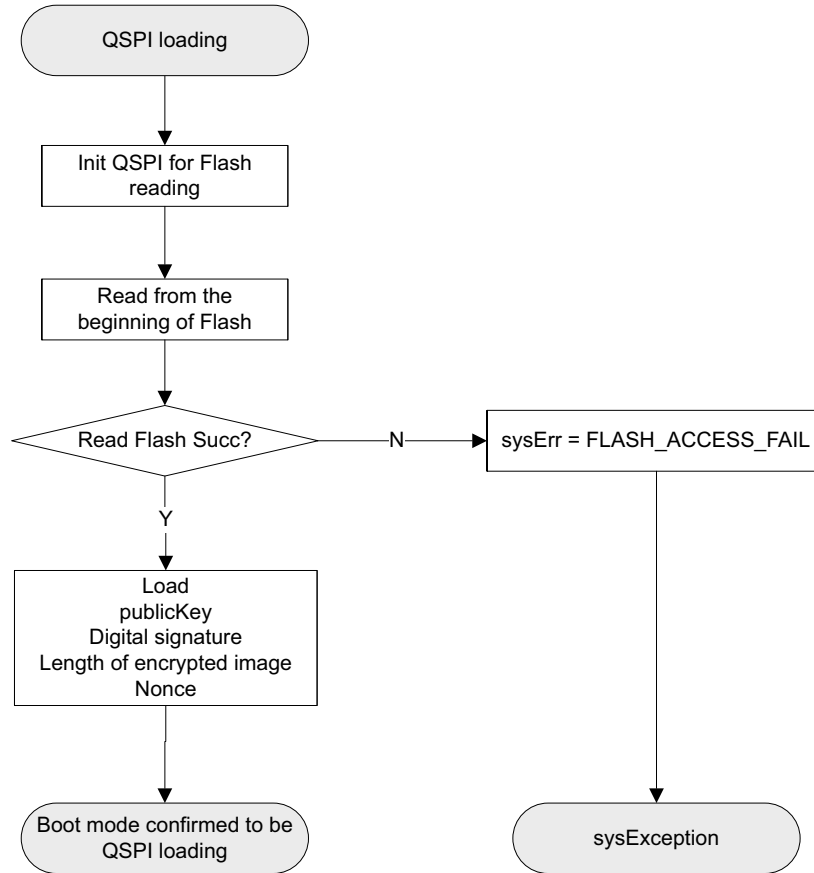 QSPI loading
Init QSPI for Flash
reading
Read from the
beginning of Flash
Read Flash Succ?
N
sysErr = FLASH_ACCESS_FAIL
Y
Load
publicKey
Digital signature
Length of encrypted image
Nonce
Boot mode confirmed to be
QSPI loading
sysException